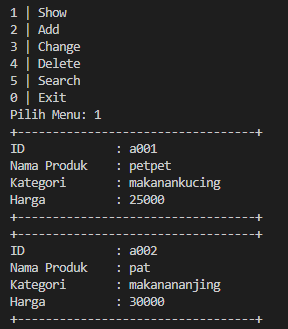 1 | Show
2 | Add
3 | Change
4 | Delete
5 | Search
0 | Exit
Pilih Menu: 1
+----------------------------------+
ID : a001
Nama Produk : petpet
Kategori : makanankucing
Harga : 25000
+----------------------------------+
+----------------------------------+
ID : a002
Nama Produk : pat
Kategori : makanananjing
Harga : 30000
+----------------------------------+